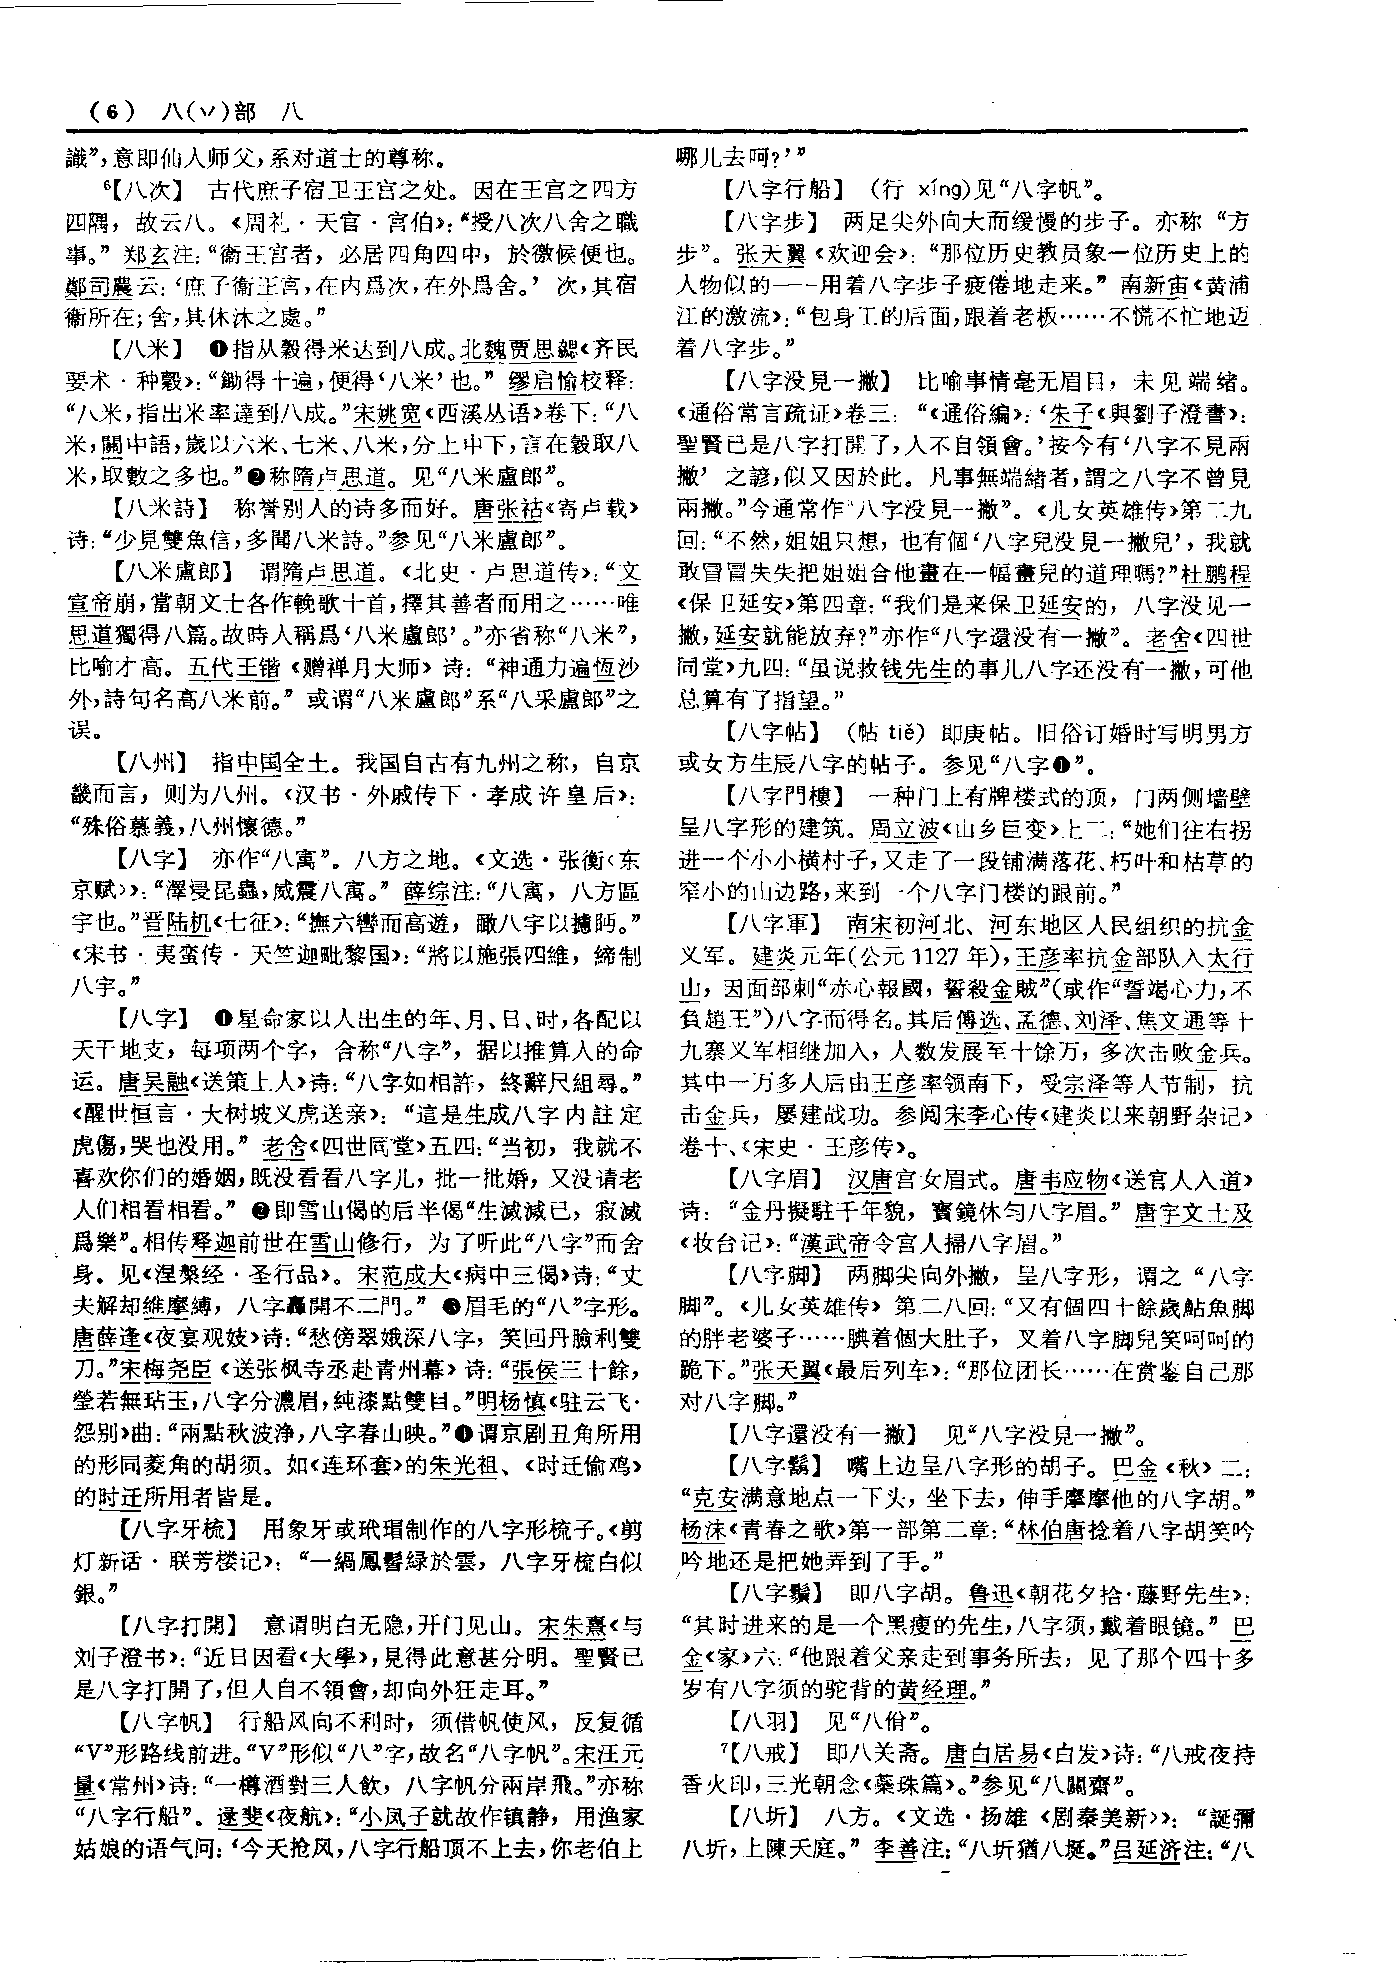 （6） 八(丷)部 八
識”，意即仙人师父，系对道士的尊称。
⁶【八次】 古代庶子宿卫王宫之处。因在王宫之四方
四隅，故云八。《周礼·天官·宫伯》：“授八次八舍之職
事。”郑玄注：“衛王宫者，必居四角四中，於徼候便也。
鄭司農云：‘庶子衛王宫，在内爲次，在外爲舍。’次，其宿
衛所在；舍，其休沐之處。”
【八米】 ❶指从榖得米达到八成。北魏贾思勰《齐民
要术·种榖》：“鋤得十遍，便得‘八米’也。”缪启愉校释：
“八米，指出米率達到八成。”宋姚宽《西溪丛语》卷下：“八
米，關中語，歲以六米、七米、八米，分上中下，言在榖取八
米，取數之多也。”❷称隋卢思道。见“八米盧郎”。
【八米詩】 称誉别人的诗多而好。唐张祜《寄卢载》
诗：“少見雙魚信，多聞八米詩。”参见“八米盧郎”。
【八米盧郎】 谓隋卢思道。《北史·卢思道传》：“文
宣帝崩，當朝文士各作輓歌十首，擇其善者而用之……唯
思道獨得八篇。故時人稱爲‘八米盧郎’。”亦省称“八米”，
比喻才高。五代王锴《赠禅月大师》诗：“神通力遍恆沙
外，詩句名高八米前。”或谓“八米盧郎”系“八采盧郎”之
误。
【八州】 指中国全土。我国自古有九州之称，自京
畿而言，则为八州。《汉书·外戚传下·孝成许皇后》：
“殊俗慕義，八州懷德。”
【八宇】 亦作“八㝢”。八方之地。《文选·张衡〈东
京赋〉》：“澤浸昆蟲，威震八㝢。”薛综注：“八㝢，八方區
宇也。”晋陆机《七征》：“撫六轡而高遊，瞰八宇以攄眄。”
《宋书·夷蛮传·天竺迦毗黎国》：“將以施張四維，締制
八宇。”
【八字】 ❶星命家以人出生的年、月、日、时，各配以
天干地支，每项两个字，合称“八字”，据以推算人的命
运。唐吴融《送策上人》诗：“八字如相許，終辭尺組尋。”
《醒世恒言·大树坡义虎送亲》：“這是生成八字内註定
虎傷，哭也没用。”老舍《四世同堂》五四：“当初，我就不
喜欢你们的婚姻，既没看看八字儿，批一批婚，又没请老
人们相看相看。”❷即雪山偈的后半偈“生滅滅已，寂滅
爲樂”。相传释迦前世在雪山修行，为了听此“八字”而舍
身。见《涅槃经·圣行品》。宋范成大《病中三偈》诗：“丈
夫解却維摩縛，八字轟開不二門。”❸眉毛的“八”字形。
唐薛逢《夜宴观妓》诗：“愁傍翠娥深八字，笑回丹臉利雙
刀。”宋梅尧臣《送张枫寺丞赴青州幕》诗：“張侯三十餘，
瑩若無玷玉，八字分濃眉，純漆點雙目。”明杨慎《驻云飞·
怨别》曲：“兩點秋波浄，八字春山映。”❹谓京剧丑角所用
的形同菱角的胡须。如《连环套》的朱光祖、《时迁偷鸡》
的时迁所用者皆是。
【八字牙梳】 用象牙或玳瑁制作的八字形梳子。《剪
灯新话·联芳楼记》：“一緺鳳髻緑於雲，八字牙梳白似
銀。”
【八字打開】 意谓明白无隐，开门见山。宋朱熹《与
刘子澄书》：“近日因看《大學》，見得此意甚分明。聖賢已
是八字打開了，但人自不領會，却向外狂走耳。”
【八字帆】 行船风向不利时，须借帆使风，反复循
“V”形路线前进。“V”形似“八”字，故名“八字帆”。宋汪元
量《常州》诗：“一樽酒對三人飲，八字帆分兩岸飛。”亦称
“八字行船”。逯斐《夜航》：“小凤子就故作镇静，用渔家
姑娘的语气问：‘今天抢风，八字行船顶不上去，你老伯上
哪儿去呵？’”
【八字行船】 （行 xíng)见“八字帆”。
【八字步】 两足尖外向大而缓慢的步子。亦称“方
步”。张天翼《欢迎会》：“那位历史教员象一位历史上的
人物似的——用着八字步子疲倦地走来。”南新宙《黄浦
江的激流》：“包身工的后面，跟着老板……不慌不忙地迈
着八字步。”
【八字没見一撇】 比喻事情毫无眉目，未见端绪。
《通俗常言疏证》卷三：“《通俗编》：‘朱子《與劉子澄書》：
聖賢已是八字打開了，人不自領會。’按今有‘八字不見兩
撇’之諺，似又因於此。凡事無端緒者，謂之八字不曾見
兩撇。”今通常作“八字没見一撇”。《儿女英雄传》第二九
回：“不然，姐姐只想，也有個‘八字兒没見一撇兒’，我就
敢冒冒失失把姐姐合他畫在一幅畫兒的道理嗎？”杜鹏程
《保卫延安》第四章：“我们是来保卫延安的，八字没见一
撇，延安就能放弃？”亦作“八字還没有一撇”。老舍《四世
同堂》九四：“虽说救钱先生的事儿八字还没有一撇，可他
总算有了指望。”
【八字帖】 （帖 tiě）即庚帖。旧俗订婚时写明男方
或女方生辰八字的帖子。参见“八字❶”。
【八字門樓】 一种门上有牌楼式的顶，门两侧墙壁
呈八字形的建筑。周立波《山乡巨变》上二：“她们往右拐
进一个小小横村子，又走了一段铺满落花、朽叶和枯草的
窄小的山边路，来到一个八字门楼的跟前。”
【八字軍】 南宋初河北、河东地区人民组织的抗金
义军。建炎元年(公元1127年)，王彦率抗金部队入太行
山，因面部刺“赤心報國，誓殺金賊”(或作“誓竭心力，不
負趙王”)八字而得名。其后傅选、孟德、刘泽、焦文通等十
九寨义军相继加入，人数发展至十馀万，多次击败金兵。
其中一万多人后由王彦率领南下，受宗泽等人节制，抗
击金兵，屡建战功。参阅宋李心传《建炎以来朝野杂记》
卷十、《宋史·王彦传》。
【八字眉】 汉唐宫女眉式。唐韦应物《送宫人入道》
诗：“金丹擬駐千年貌，寶鏡休匀八字眉。”唐宇文士及
《妆台记》：“漢武帝令宫人掃八字眉。”
【八字脚】 两脚尖向外撇，呈八字形，谓之“八字
脚”。《儿女英雄传》第二八回：“又有個四十餘歲鮎魚脚
的胖老婆子……腆着個大肚子，叉着八字脚兒笑呵呵的
跪下。”张天翼《最后列车》：“那位团长……在赏鉴自己那
对八字脚。”
【八字還没有一撇】 见“八字没見一撇”。
【八字鬍】 嘴上边呈八字形的胡子。巴金《秋》二：
“克安满意地点一下头，坐下去，伸手摩摩他的八字胡。”
杨沫《青春之歌》第一部第二章：“林伯唐捻着八字胡笑吟
吟地还是把她弄到了手。”
【八字鬚】 即八字胡。鲁迅《朝花夕拾·藤野先生》：
“其时进来的是一个黑瘦的先生，八字须，戴着眼镜。”巴
金《家》六：“他跟着父亲走到事务所去，见了那个四十多
岁有八字须的驼背的黄经理。”
【八羽】 见“八佾”。
⁷【八戒】 即八关斋。唐白居易《白发》诗：“八戒夜持
香火印，三光朝念《蘂珠篇》。”参见“八關齋”。
【八圻】 八方。《文选·扬雄〈剧秦美新〉》：“誕彌
八圻，上陳天庭。”李善注：“八圻猶八埏。”吕延济注：“八